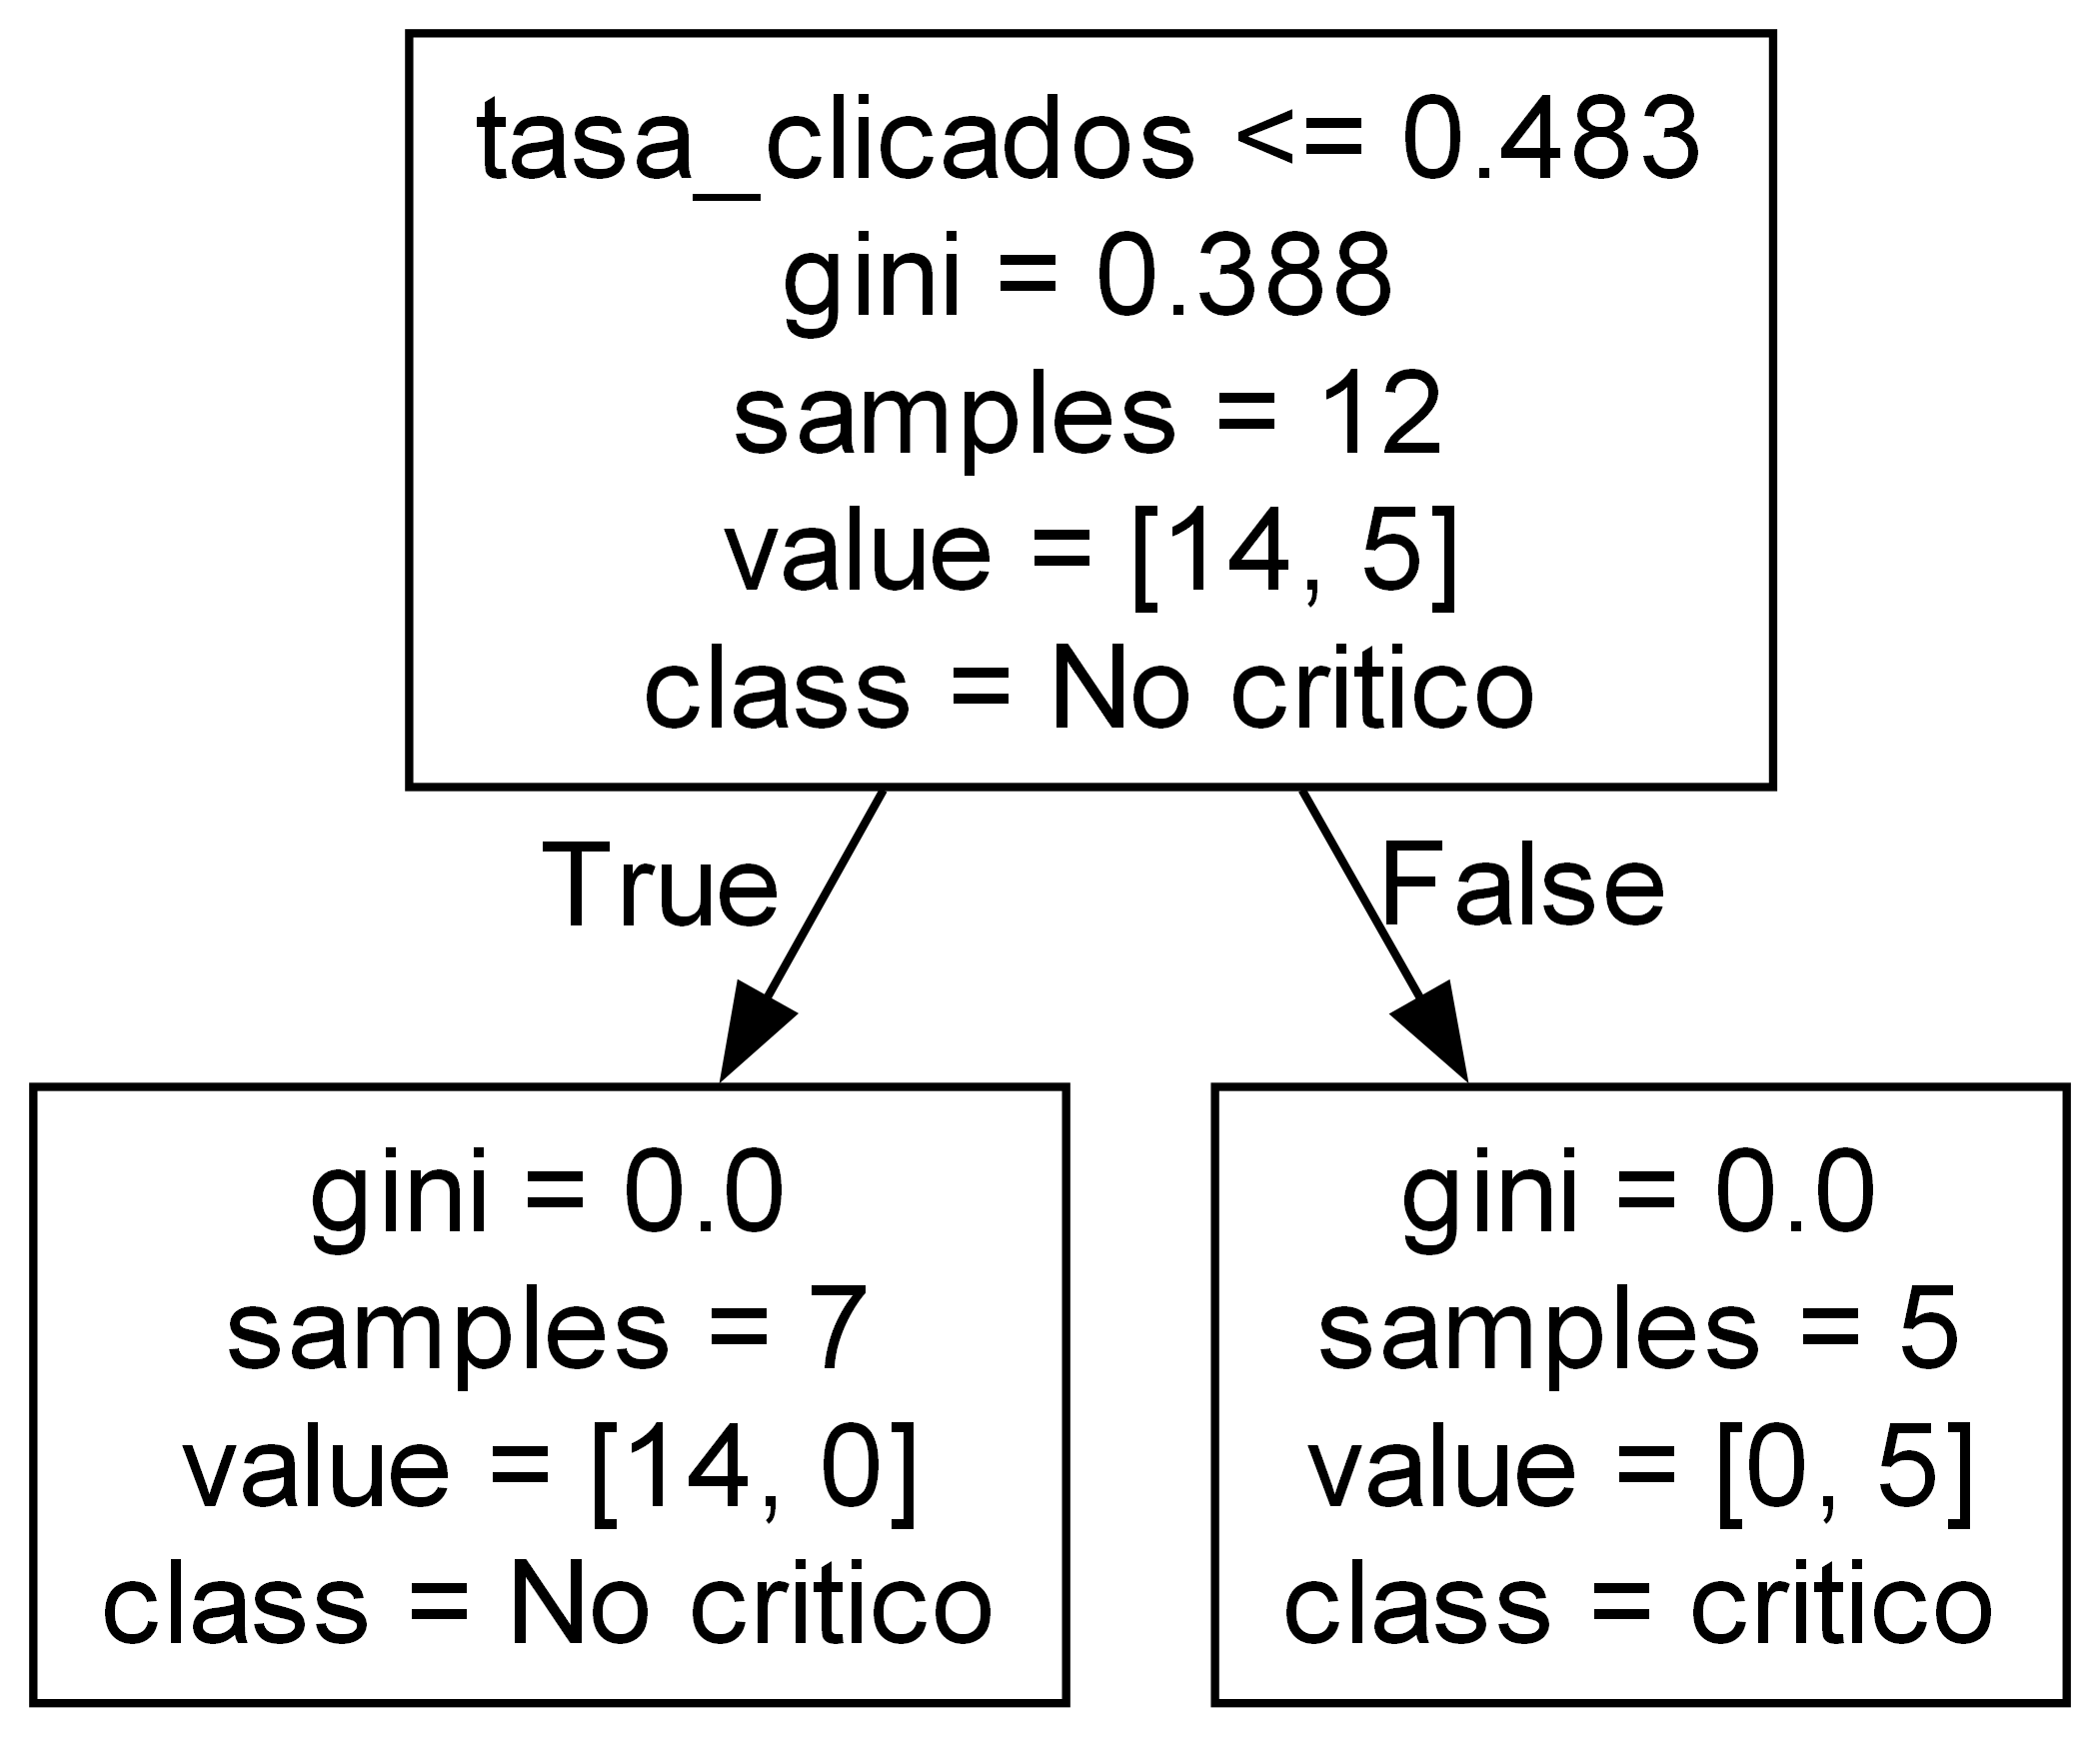 tasa_clicados <= 0.483
gini = 0.388
samples = 12
value = [14, 5]
class = No critico
True
False
gini = 0.0
samples = 7
value = [14, 0]
class = No critico
gini = 0.0
samples = 5
value = [0, 5]
class = critico